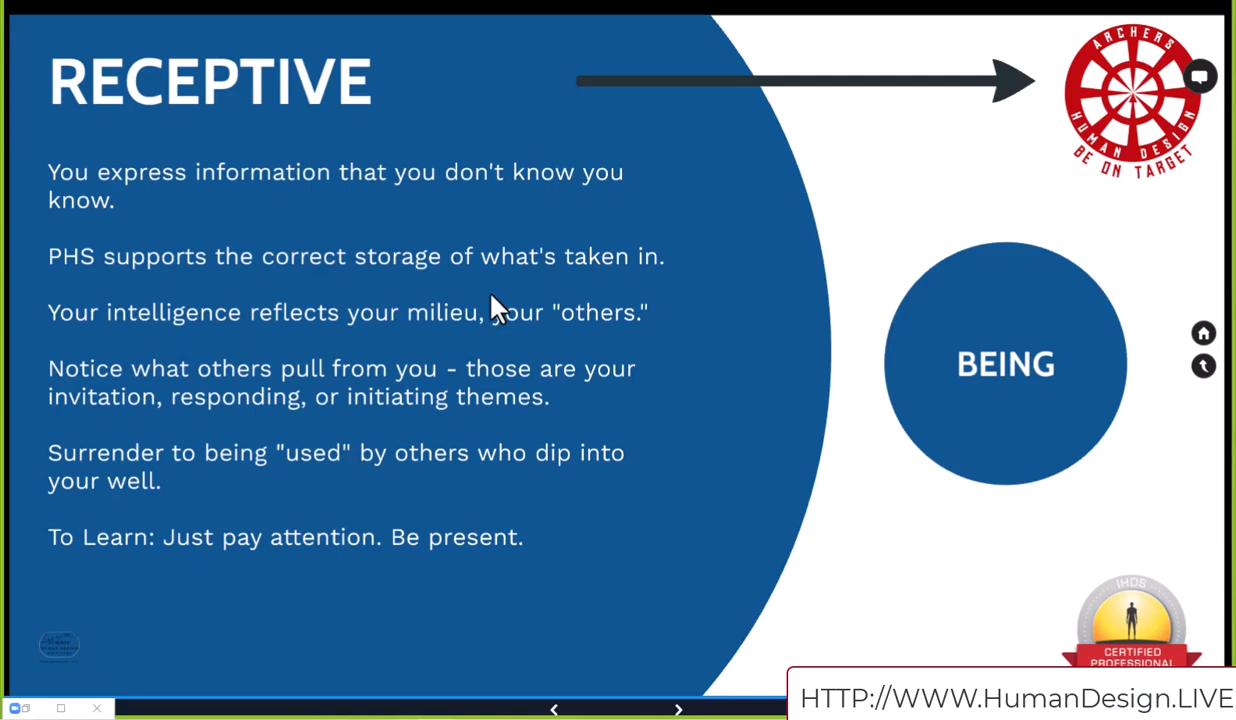 RECEPTIVE
ARCHERS
HUMAN DESIGN
BE ON TARGET
You express information that you don't know you
know.
PHS supports the correct storage of what's taken in.
Your intelligence reflects your milieu, your "others."
Notice what others pull from you - those are your
invitation, responding, or initiating themes.
Surrender to being "used" by others who dip into
your well.
To Learn: Just pay attention. Be present.
BEING
IHDS
CERTIFIED
PROFESSIONAL
HTTP://WWW.HumanDesign.LIVE